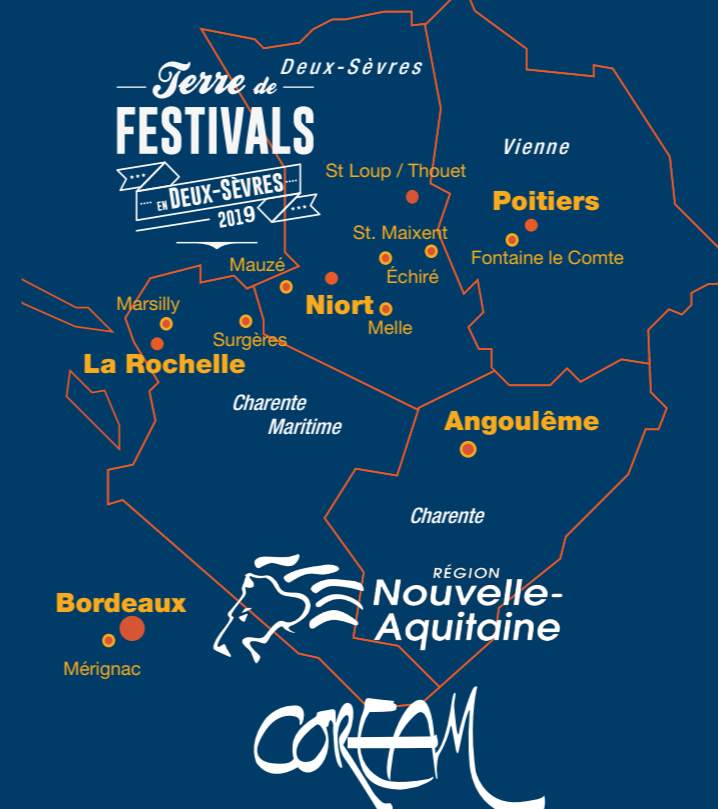 Terre de
FESTIVALS
EN DEUX-SÈVRES
2019
Deux-Sèvres
Vienne
St Loup / Thouet
Poitiers
St. Maixent
Fontaine le Comte
Mauzé
Échiré
Niort
Melle
Marsilly
Surgères
La Rochelle
Charente
Maritime
Angoulême
Charente
RÉGION
Nouvelle-
Aquitaine
Bordeaux
Mérignac
COREAM